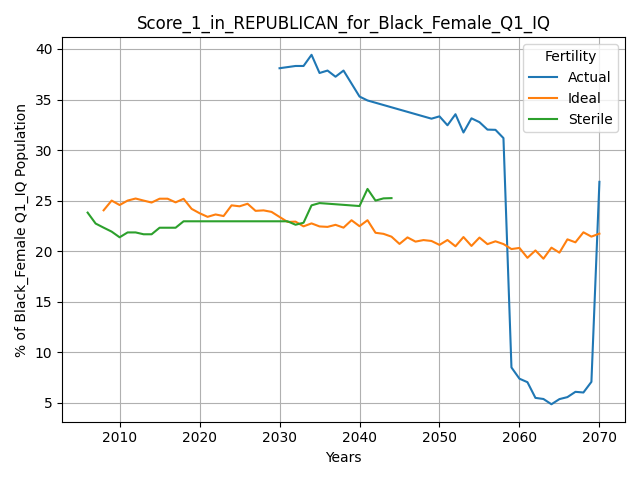 Score_1_in_REPUBLICAN_for_Black_Female_Q1_IQ
% of Black_Female Q1_IQ Population
40
35
30
25
20
15
10
5
Fertility
Actual
Ideal
Sterile
2010 2020 2030 2040 2050 2060 2070
Years